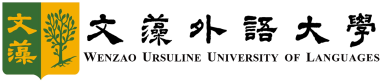 文藻
文藻外語大學
WENZAO URSULINE UNIVERSITY OF LANGUAGES